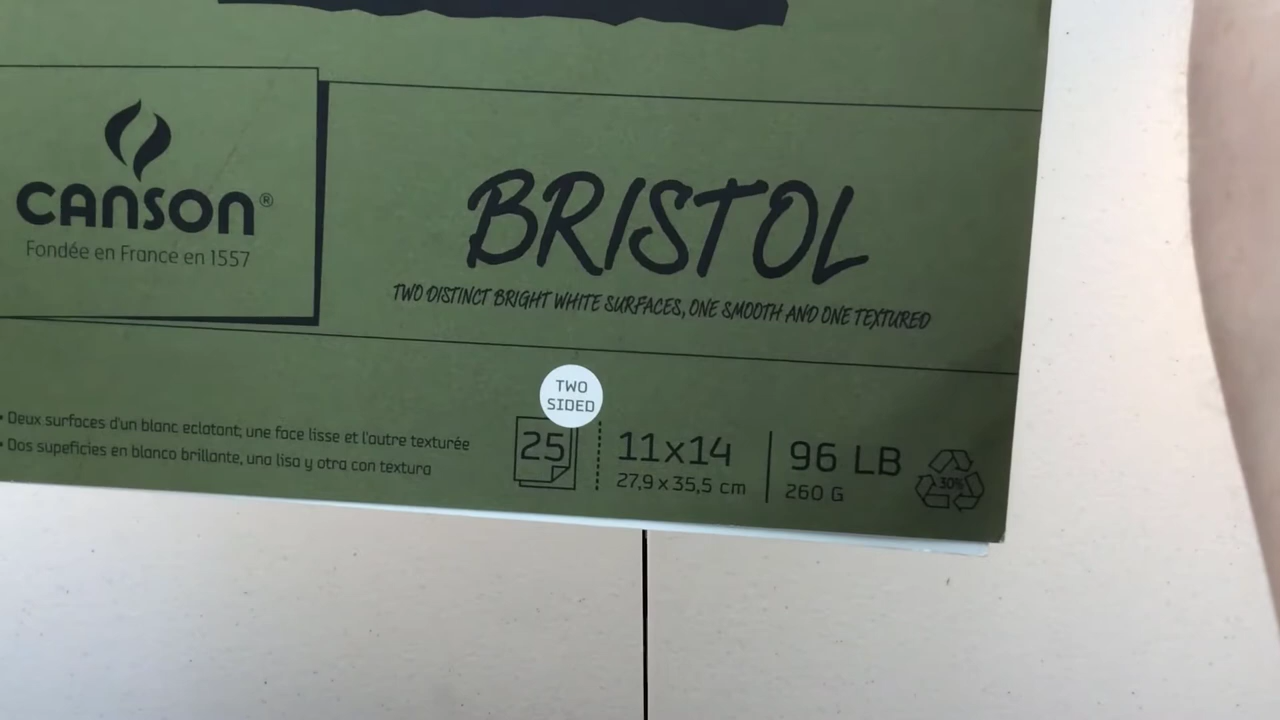 CANSON®
Fondée en France en 1557
BRISTOL
TWO DISTINCT BRIGHT WHITE SURFACES, ONE SMOOTH AND ONE TEXTURED
• Deux surfaces d'un blanc eclatant; une face lisse et l'autre texturée
• Dos supeficies en blanco brillante, una lisa y otra con textura
TWO
SIDED
25
11x14
27,9 x 35,5 cm
96 LB
260 G
30%